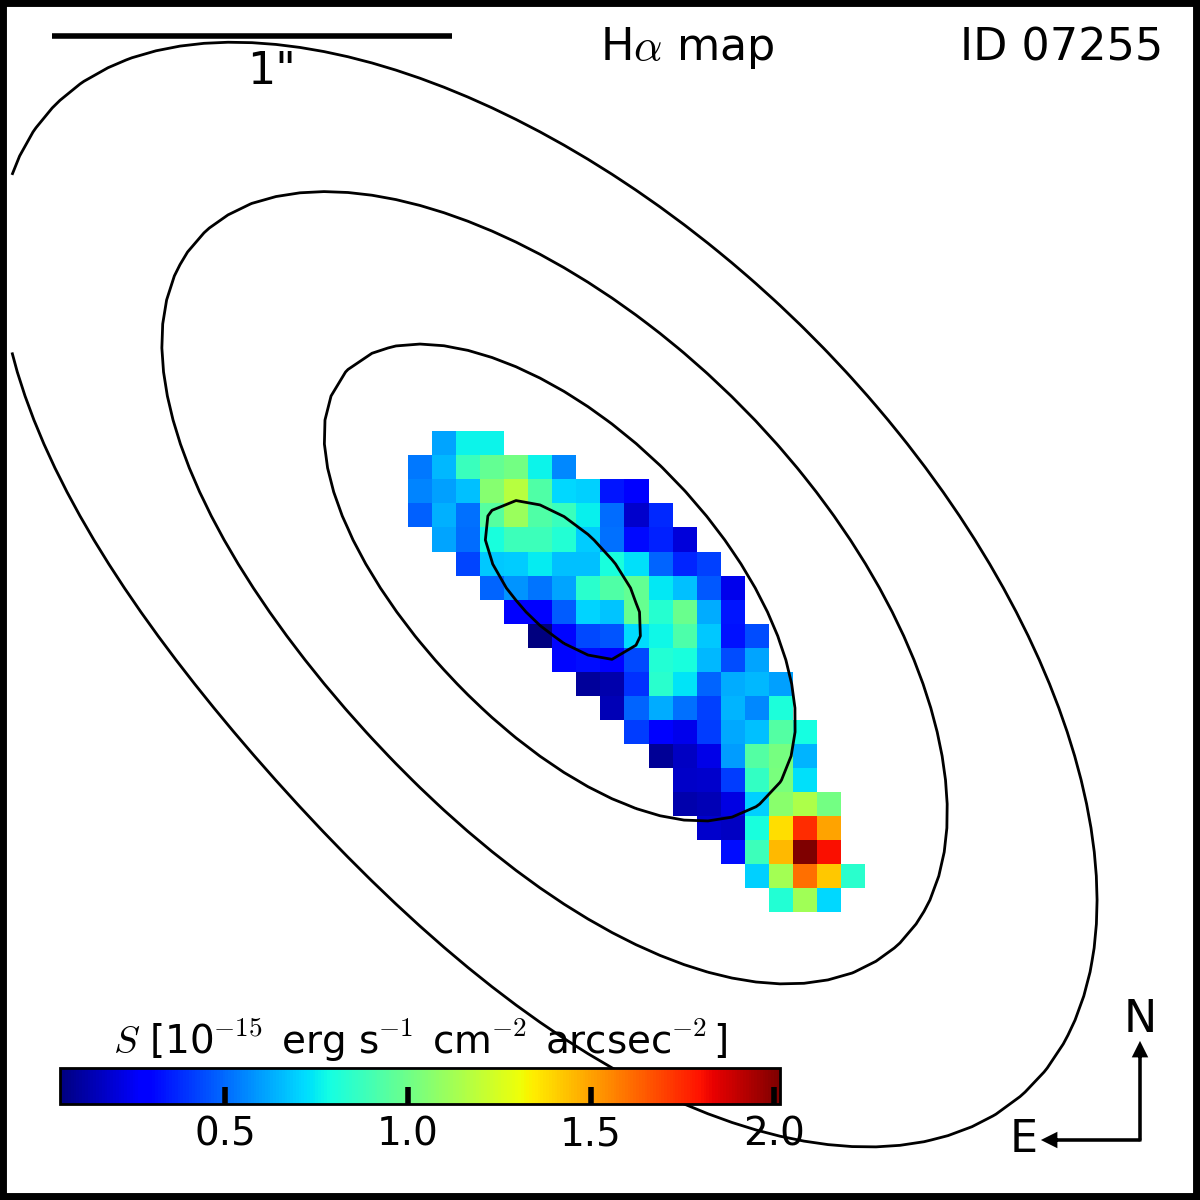 Hα map ID 07255
1"
S [10⁻¹⁵ erg s⁻¹ cm⁻² arcsec⁻²]
0.5 1.0 1.5 2.0
N
E